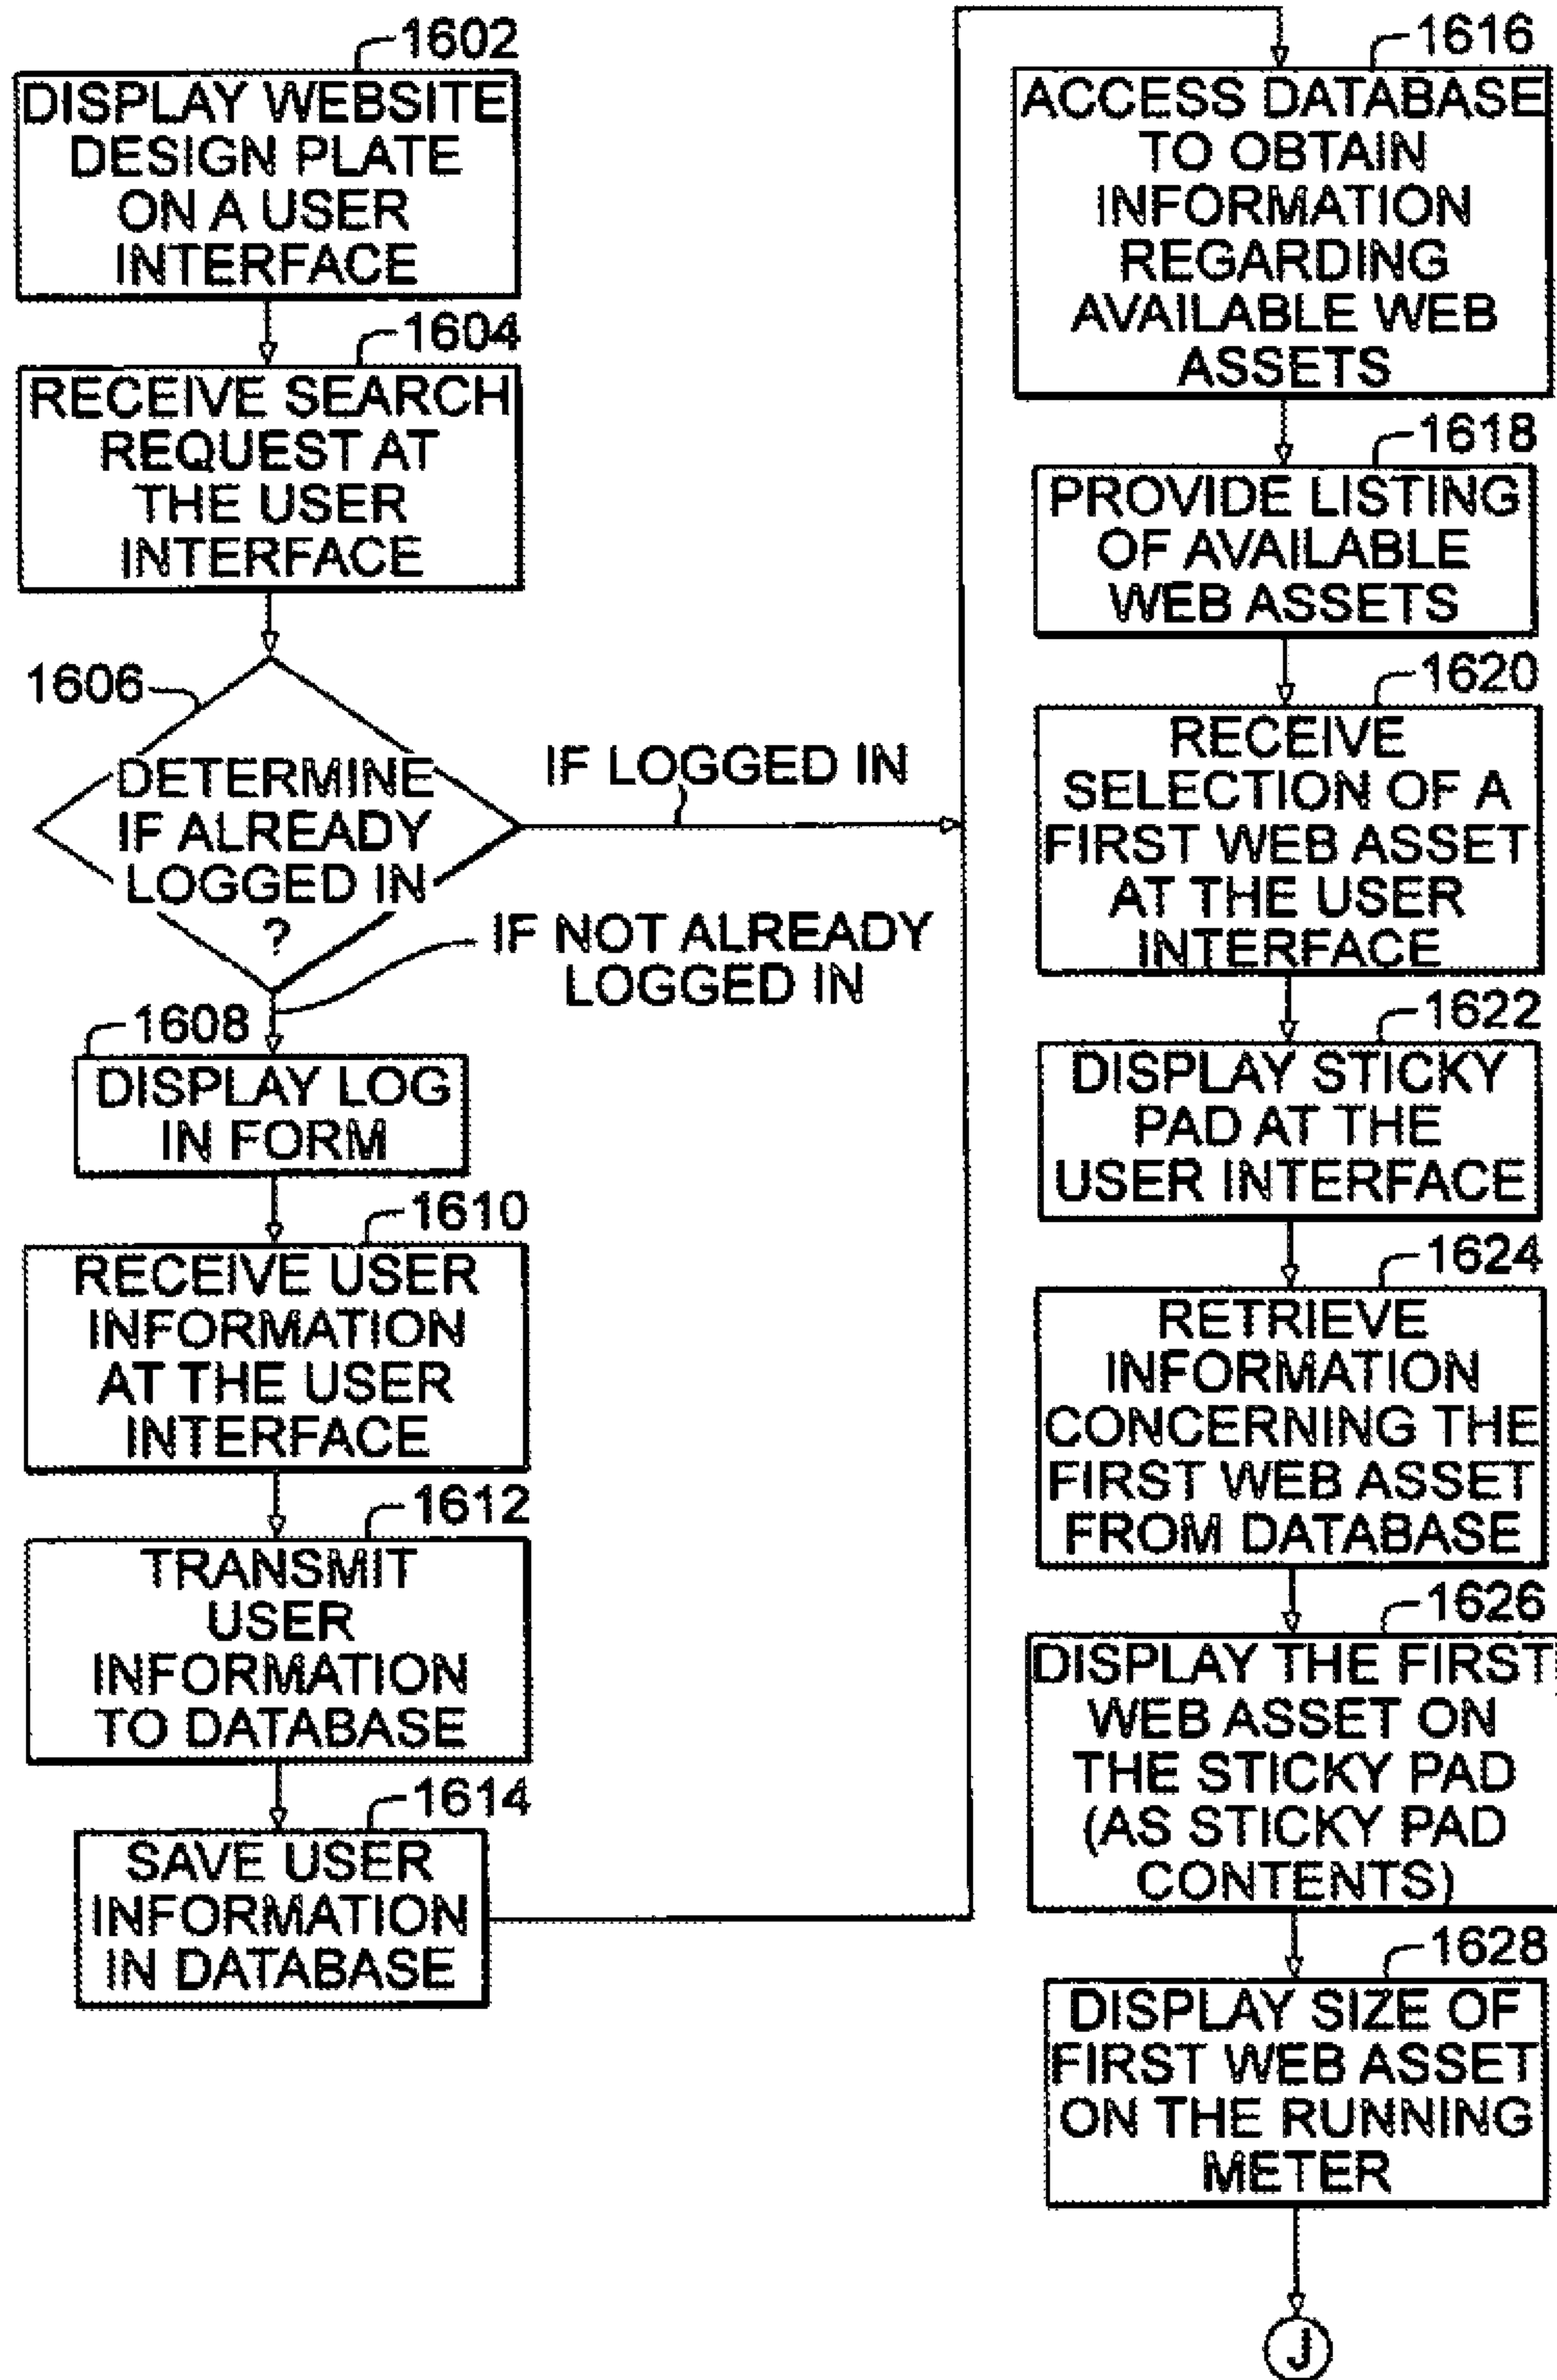 1602
DISPLAY WEBSITE
DESIGN PLATE
ON A USER
INTERFACE
1604
RECEIVE SEARCH
REQUEST AT
THE USER
INTERFACE
1606
DETERMINE
IF ALREADY
LOGGED IN
?
IF LOGGED IN
IF NOT ALREADY
LOGGED IN
1608
DISPLAY LOG
IN FORM
1610
RECEIVE USER
INFORMATION
AT THE USER
INTERFACE
1612
TRANSMIT
USER
INFORMATION
TO DATABASE
1614
SAVE USER
INFORMATION
IN DATABASE
1616
ACCESS DATABASE
TO OBTAIN
INFORMATION
REGARDING
AVAILABLE WEB
ASSETS
1618
PROVIDE LISTING
OF AVAILABLE
WEB ASSETS
1620
RECEIVE
SELECTION OF A
FIRST WEB ASSET
AT THE USER
INTERFACE
1622
DISPLAY STICKY
PAD AT THE
USER INTERFACE
1624
RETRIEVE
INFORMATION
CONCERNING THE
FIRST WEB ASSET
FROM DATABASE
1626
DISPLAY THE FIRST
WEB ASSET ON
THE STICKY PAD
(AS STICKY PAD
CONTENTS)
1628
DISPLAY SIZE OF
FIRST WEB ASSET
ON THE RUNNING
METER
J